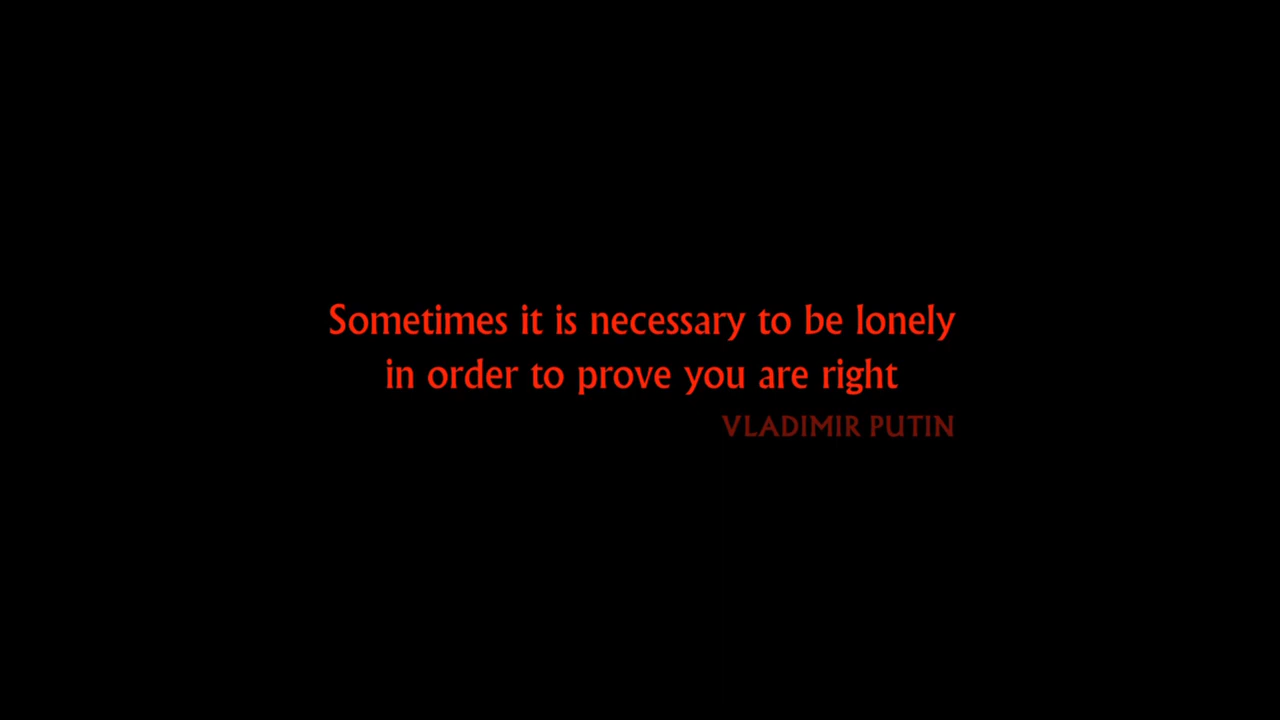 Sometimes it is necessary to be lonely
in order to prove you are right
VLADIMIR PUTIN